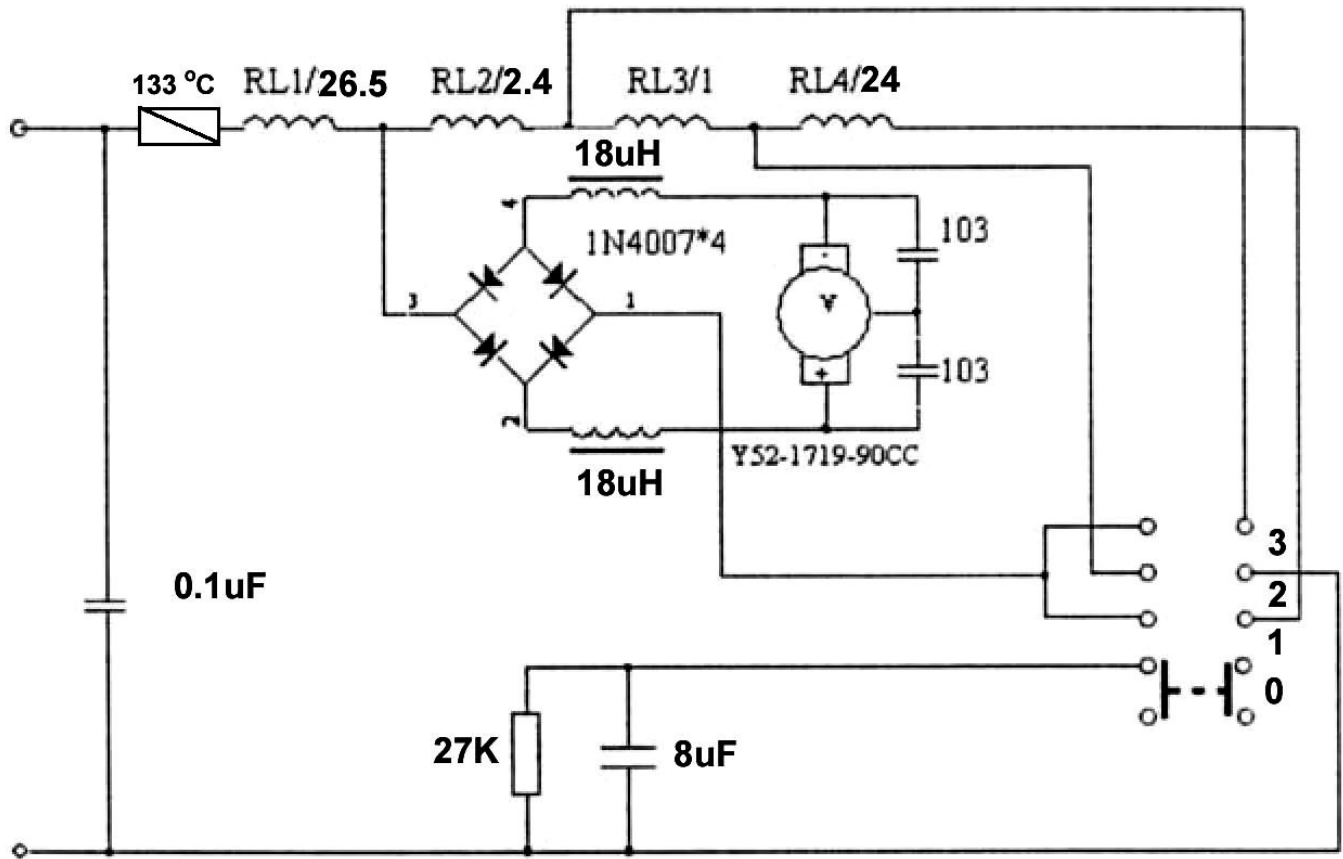 133 °C
RL1/26.5
RL2/2.4
RL3/1
RL4/24
18uH
4
1N4007*4
103
3
1
-
A
+
103
2
18uH
Y52-1719-90CC
3
2
1
0
0.1uF
27K
8uF